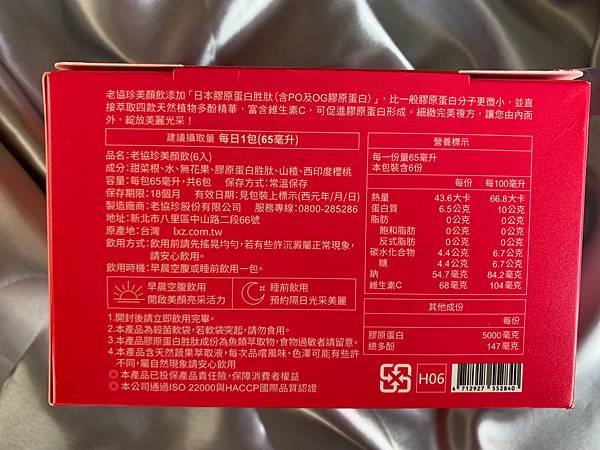 老協珍美顏飲添加「日本膠原蛋白胜肽(含PO及OG膠原蛋白)」，比一般膠原蛋白分子更微小，並直
接萃取四款天然植物多酚精華，富含維生素C，可促進膠原蛋白形成。細緻完美複方，讓您由內而
外，綻放美麗光采！
建議攝取量 每日1包(65毫升)
品名:老協珍美顏飲(6入)
成分:甜菜根、水、無花果、膠原蛋白胜肽、山楂、西印度櫻桃
容量:每包65毫升，共6包 保存方式:常溫保存
保存期限:18個月 有效日期:見包裝上標示(西元年/月/日)
製造廠商:老協珍股份有限公司 服務專線:0800-285286
地址:新北市八里區中山路二段66號
原產地:台灣 lxz.com.tw
飲用方式:飲用前請先搖晃均勻，若有些許沉澱屬正常現象，
請安心飲用。
飲用時機:早晨空腹或睡前飲用一包。
早晨空腹飲用
開啟美顏亮采活力
睡前飲用
預約隔日光采美麗
1.開封後請立即飲用完畢。
2.本產品為殺菌軟袋，若軟袋突起，請勿食用。
3.本產品膠原蛋白胜肽成份為魚類萃取物，食物過敏者請留意。
4.本產品含天然蔬果萃取液，每次品嚐風味、色澤可能有些許
不同，屬自然現象請安心飲用
◎本產品已投保產品責任險，保障消費者權益
◎本公司通過ISO 22000與HACCP國際品質認證
營養標示
每一份量65毫升
本包裝含6份
每份 每100毫升
熱量 43.6大卡 66.8大卡
蛋白質 6.5公克 10公克
脂肪 0公克 0公克
飽和脂肪 0公克 0公克
反式脂肪 0公克 0公克
碳水化合物 4.4公克 6.7公克
糖 4.4公克 6.7公克
鈉 54.7毫克 84.2毫克
維生素C 68毫克 104毫克
其他成份
每份
膠原蛋白 5000毫克
總多酚 147毫克
H06
4 712927 552840